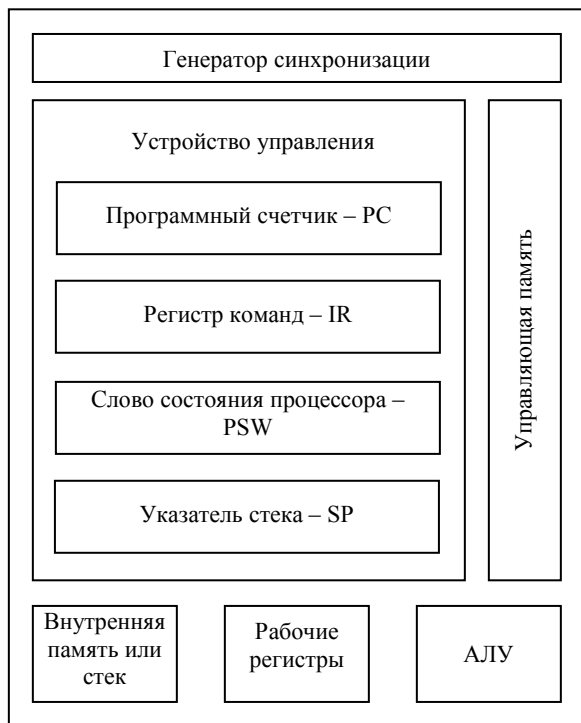 Генератор синхронизации
Устройство управления
Программный счетчик – PC
Регистр команд – IR
Слово состояния процессора –
PSW
Указатель стека – SP
Управляющая память
Внутренняя
память или
стек
Рабочие
регистры
АЛУ